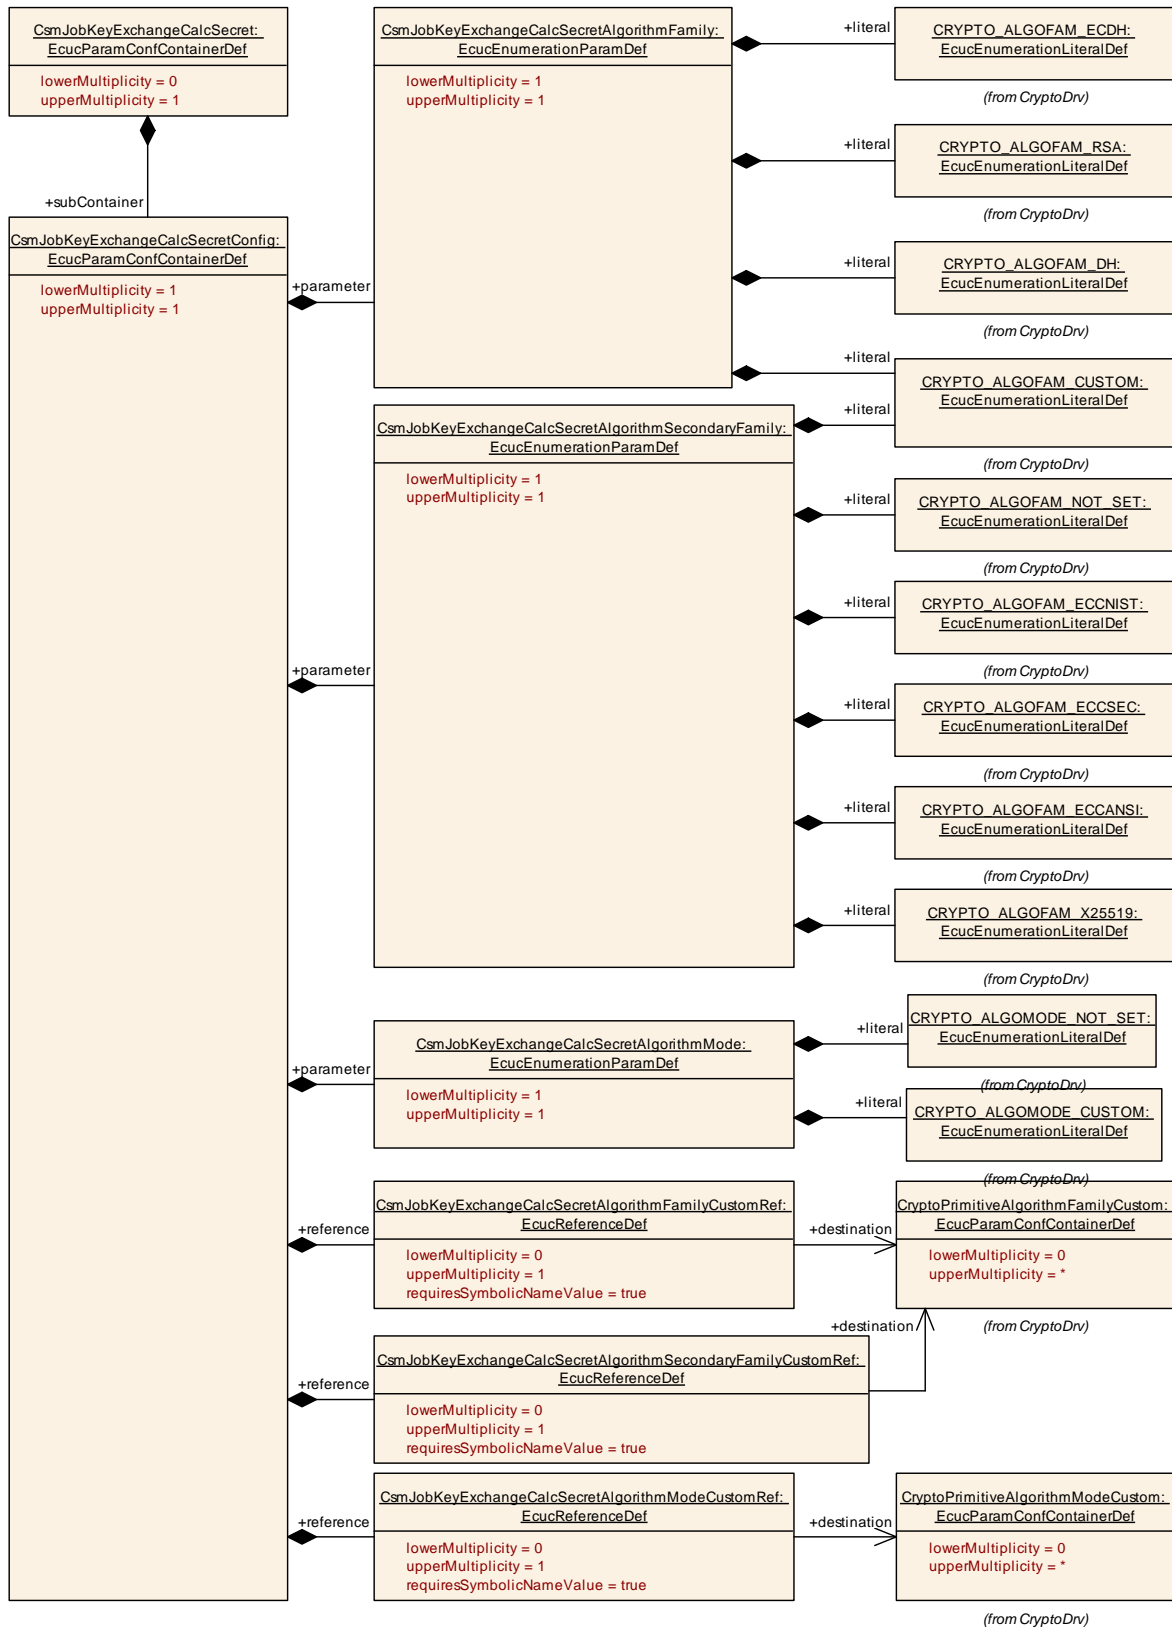 CsmJobKeyExchangeCalcSecret:
EcucParamConfContainerDef
lowerMultiplicity = 0
upperMultiplicity = 1
+subContainer
CsmJobKeyExchangeCalcSecretConfig:
EcucParamConfContainerDef
lowerMultiplicity = 1
upperMultiplicity = 1
+parameter
CsmJobKeyExchangeCalcSecretAlgorithmFamily:
EcucEnumerationParamDef
lowerMultiplicity = 1
upperMultiplicity = 1
+literal
CRYPTO_ALGOFAM_ECDH:
EcucEnumerationLiteralDef
(from CryptoDrv)
+literal
CRYPTO_ALGOFAM_RSA:
EcucEnumerationLiteralDef
(from CryptoDrv)
+literal
CRYPTO_ALGOFAM_DH:
EcucEnumerationLiteralDef
(from CryptoDrv)
+literal
CRYPTO_ALGOFAM_CUSTOM:
EcucEnumerationLiteralDef
+literal
(from CryptoDrv)
+parameter
CsmJobKeyExchangeCalcSecretAlgorithmSecondaryFamily:
EcucEnumerationParamDef
lowerMultiplicity = 1
upperMultiplicity = 1
+literal
CRYPTO_ALGOFAM_NOT_SET:
EcucEnumerationLiteralDef
(from CryptoDrv)
+literal
CRYPTO_ALGOFAM_ECCNIST:
EcucEnumerationLiteralDef
(from CryptoDrv)
+literal
CRYPTO_ALGOFAM_ECCSEC:
EcucEnumerationLiteralDef
(from CryptoDrv)
+literal
CRYPTO_ALGOFAM_ECCANSI:
EcucEnumerationLiteralDef
(from CryptoDrv)
+literal
CRYPTO_ALGOFAM_X25519:
EcucEnumerationLiteralDef
(from CryptoDrv)
+parameter
CsmJobKeyExchangeCalcSecretAlgorithmMode:
EcucEnumerationParamDef
lowerMultiplicity = 1
upperMultiplicity = 1
+literal
CRYPTO_ALGOMODE_NOT_SET:
EcucEnumerationLiteralDef
(from CryptoDrv)
+literal
CRYPTO_ALGOMODE_CUSTOM:
EcucEnumerationLiteralDef
(from CryptoDrv)
+reference
CsmJobKeyExchangeCalcSecretAlgorithmFamilyCustomRef:
EcucReferenceDef
lowerMultiplicity = 0
upperMultiplicity = 1
requiresSymbolicNameValue = true
+destination
CryptoPrimitiveAlgorithmFamilyCustom:
EcucParamConfContainerDef
lowerMultiplicity = 0
upperMultiplicity = *
(from CryptoDrv)
+destination
+reference
CsmJobKeyExchangeCalcSecretAlgorithmSecondaryFamilyCustomRef:
EcucReferenceDef
lowerMultiplicity = 0
upperMultiplicity = 1
requiresSymbolicNameValue = true
+reference
CsmJobKeyExchangeCalcSecretAlgorithmModeCustomRef:
EcucReferenceDef
lowerMultiplicity = 0
upperMultiplicity = 1
requiresSymbolicNameValue = true
+destination
CryptoPrimitiveAlgorithmModeCustom:
EcucParamConfContainerDef
lowerMultiplicity = 0
upperMultiplicity = *
(from CryptoDrv)